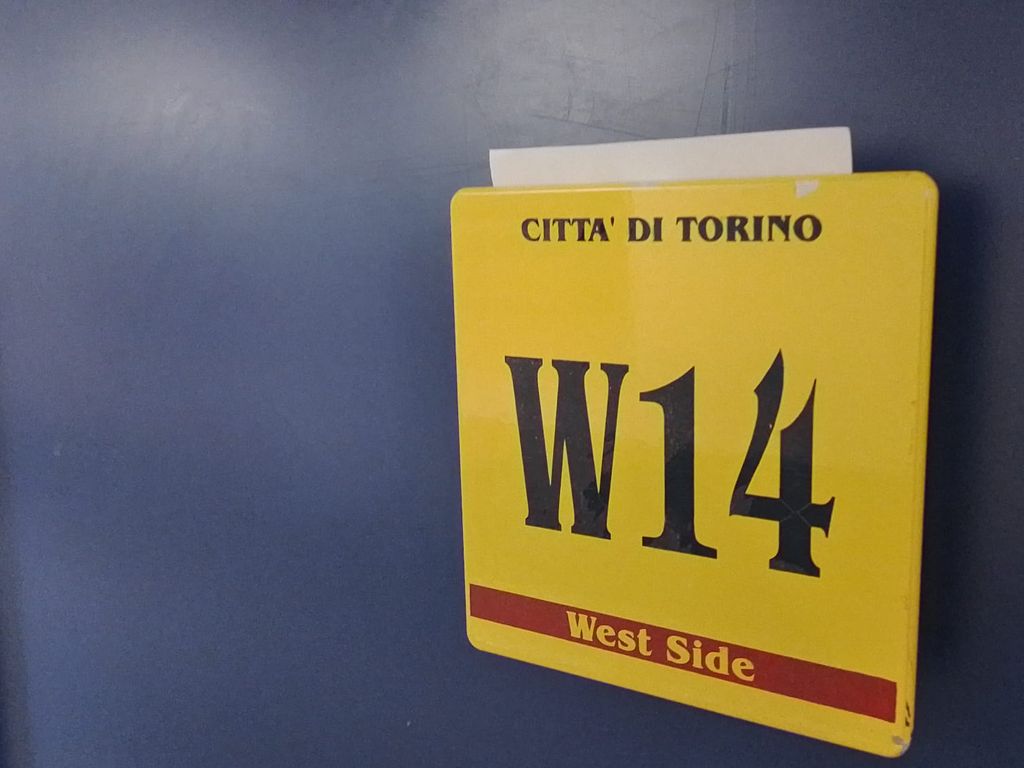 CITTA' DI TORINO
W14
West Side